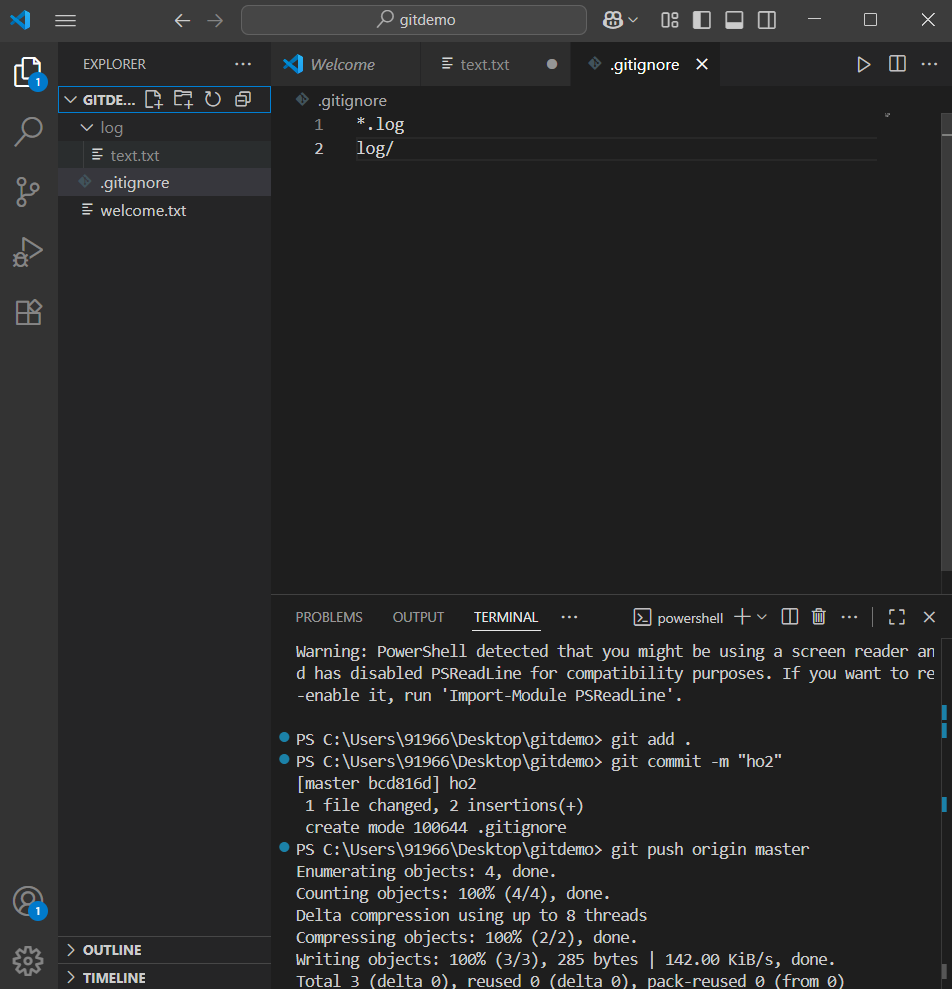 gitdemo
EXPLORER
Welcome
text.txt
.gitignore
1
GITDE...
.gitignore
log
1 *.log
text.txt
2 log/
.gitignore
welcome.txt
PROBLEMS OUTPUT TERMINAL
powershell
Warning: PowerShell detected that you might be using a screen reader an
d has disabled PSReadLine for compatibility purposes. If you want to re
-enable it, run 'Import-Module PSReadLine'.
PS C:\Users\91966\Desktop\gitdemo> git add .
PS C:\Users\91966\Desktop\gitdemo> git commit -m "ho2"
[master bcd816d] ho2
1 file changed, 2 insertions(+)
create mode 100644 .gitignore
PS C:\Users\91966\Desktop\gitdemo> git push origin master
Enumerating objects: 4, done.
Counting objects: 100% (4/4), done.
Delta compression using up to 8 threads
Compressing objects: 100% (2/2), done.
Writing objects: 100% (3/3), 285 bytes | 142.00 KiB/s, done.
Total 3 (delta 0), reused 0 (delta 0), pack-reused 0 (from 0)
1
OUTLINE
TIMELINE